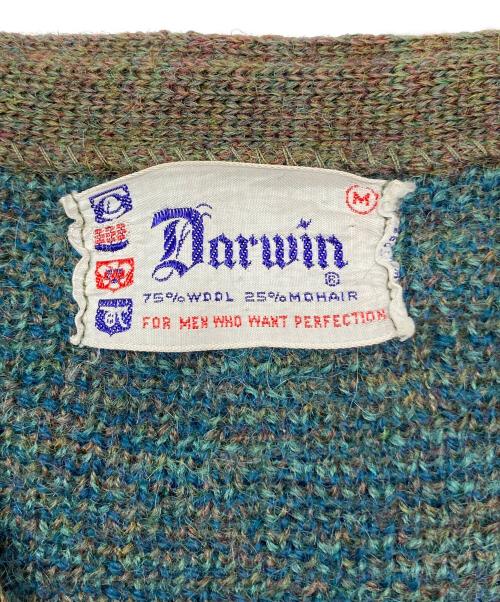 M
Darwin
®
75% WOOL 25% MOHAIR
FOR MEN WHO WANT PERFECTION